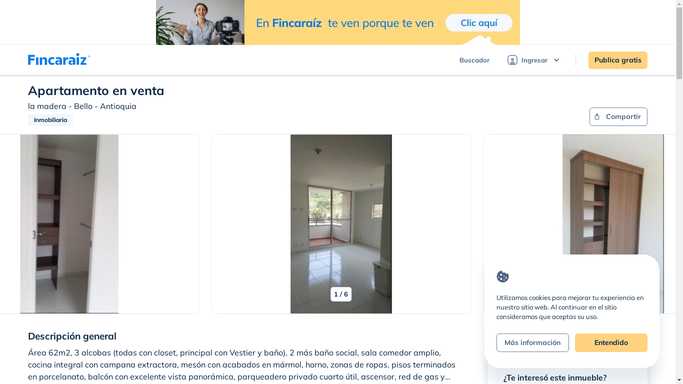 En Fincaraíz te ven porque te ven
Clic aquí
Fincaraíz
Buscador
Ingresar
Publica gratis
Apartamento en venta
la madera - Bello - Antioquia
Inmobiliaria
Compartir
1 / 6
Utilizamos cookies para mejorar tu experiencia en
nuestro sitio web. Al continuar en el sitio
consideramos que aceptas su uso.
Más información
Entendido
Descripción general
Área 62m2, 3 alcobas (todas con closet, principal con Vestier y baño). 2 más baño social, sala comedor amplio,
cocina integral con campana extractora, mesón con acabados en mármol, horno, zonas de ropas. pisos terminados
en porcelanato, balcón con excelente vista panorámica, parqueadero privado cuarto útil, ascensor, red de gas y...
¿Te interesó este inmueble?